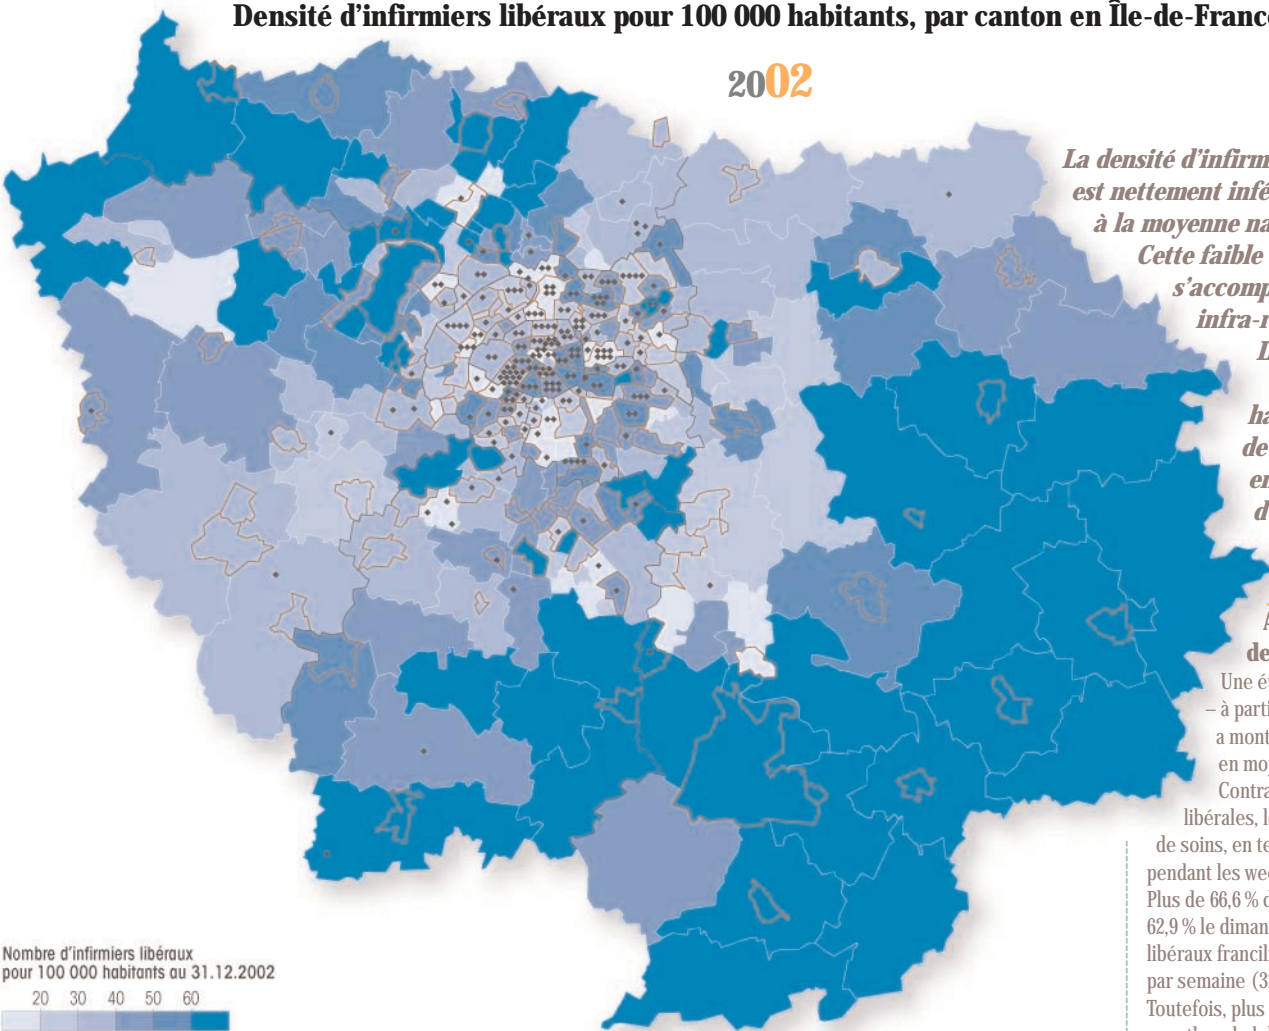 Densité d’infirmiers libéraux pour 100 000 habitants, par canton en Île-de-France
2002
La densité d’infirm
est nettement infé
à la moyenne na
Cette faible
s’accomp
infra-r
ha
de
en
d’
À
de
Une ét
– à parti
a mont
en mo
Contra
libérales, l
de soins, en te
pendant les wee
Plus de 66,6 % d
62,9 % le diman
libéraux francili
par semaine (3
Toutefois, plus
Nombre d’infirmiers libéraux
pour 100 000 habitants au 31.12.2002
20 30 40 50 60